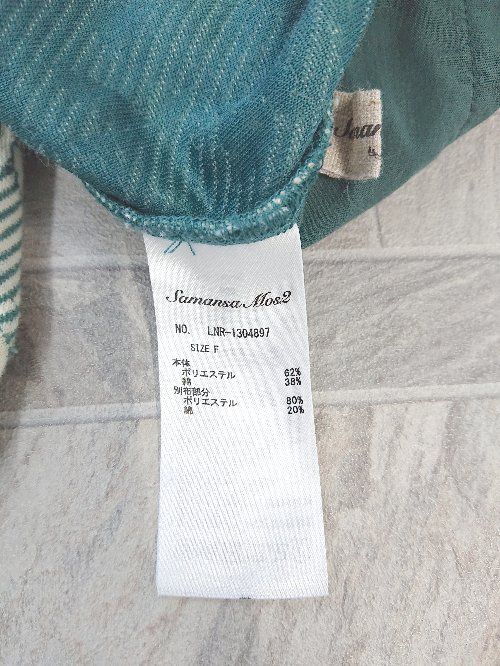 Samansa Mos2
NO. LNR-1304897
SIZE F
本体
ポリエステル 62%
綿 38%
別布部分
ポリエステル 80%
綿 20%